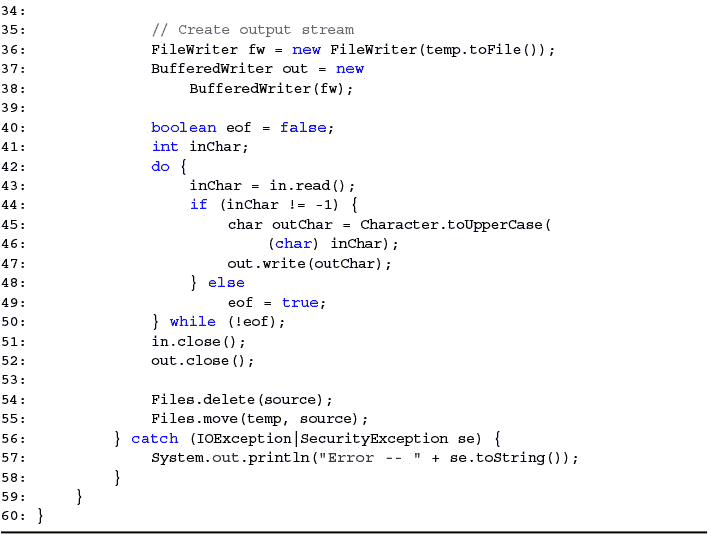 34:
35:             // Create output stream
36:             FileWriter fw = new FileWriter(temp.toFile());
37:             BufferedWriter out = new
38:                 BufferedWriter(fw);
39:
40:             boolean eof = false;
41:             int inChar;
42:             do {
43:                 inChar = in.read();
44:                 if (inChar != -1) {
45:                     char outChar = Character.toUpperCase(
46:                         (char) inChar);
47:                     out.write(outChar);
48:                 } else
49:                     eof = true;
50:             } while (!eof);
51:             in.close();
52:             out.close();
53:
54:             Files.delete(source);
55:             Files.move(temp, source);
56:         } catch (IOException|SecurityException se) {
57:             System.out.println("Error -- " + se.toString());
58:         }
59:     }
60: }